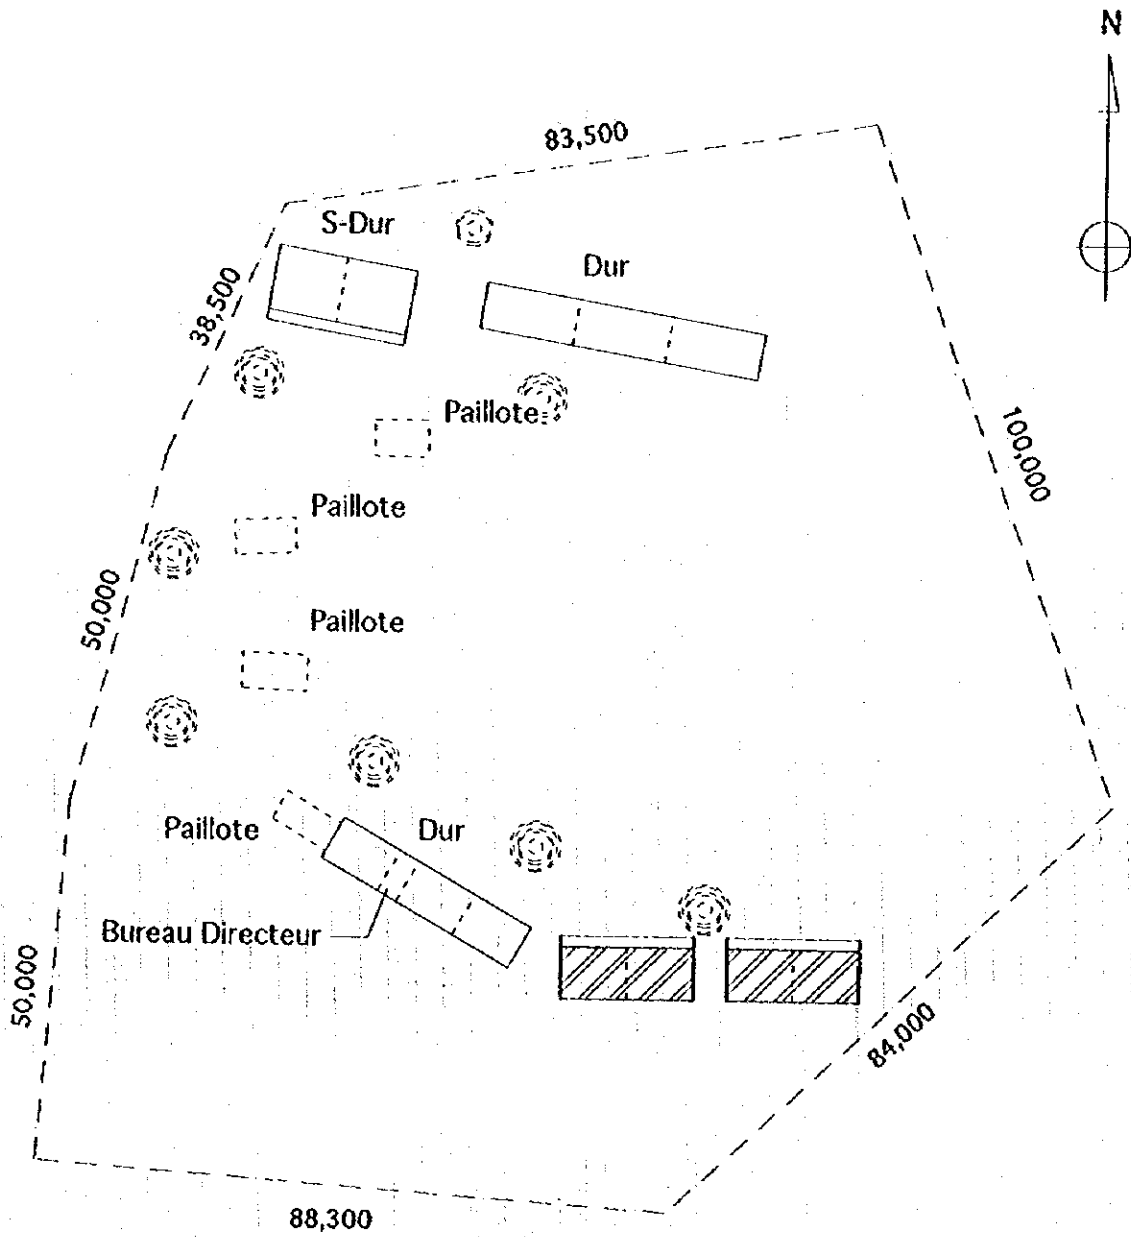 N
83,500
S-Dur
Dur
38,500
Paillote
100,000
Paillote
50,000
Paillote
Paillote
Dur
Bureau Directeur
50,000
84,000
88,300